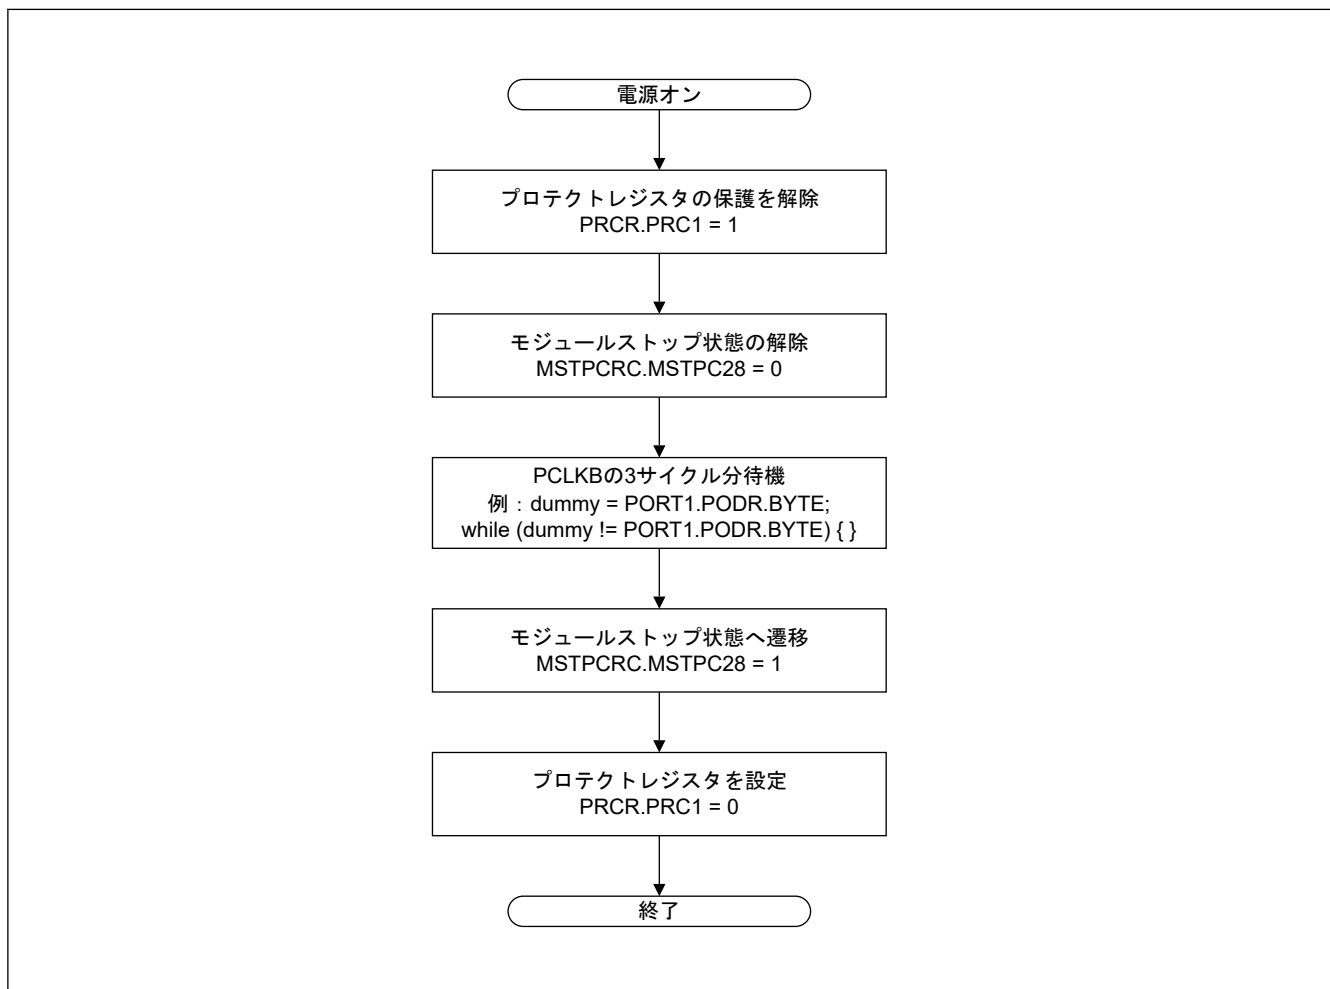 電源オン
プロテクトレジスタの保護を解除
PRCR.PRC1 = 1
モジュールストップ状態の解除
MSTPCRC.MSTPC28 = 0
PCLKBの3サイクル分待機
例：dummy = PORT1.PODR.BYTE;
while (dummy != PORT1.PODR.BYTE) { }
モジュールストップ状態へ遷移
MSTPCRC.MSTPC28 = 1
プロテクトレジスタを設定
PRCR.PRC1 = 0
終了